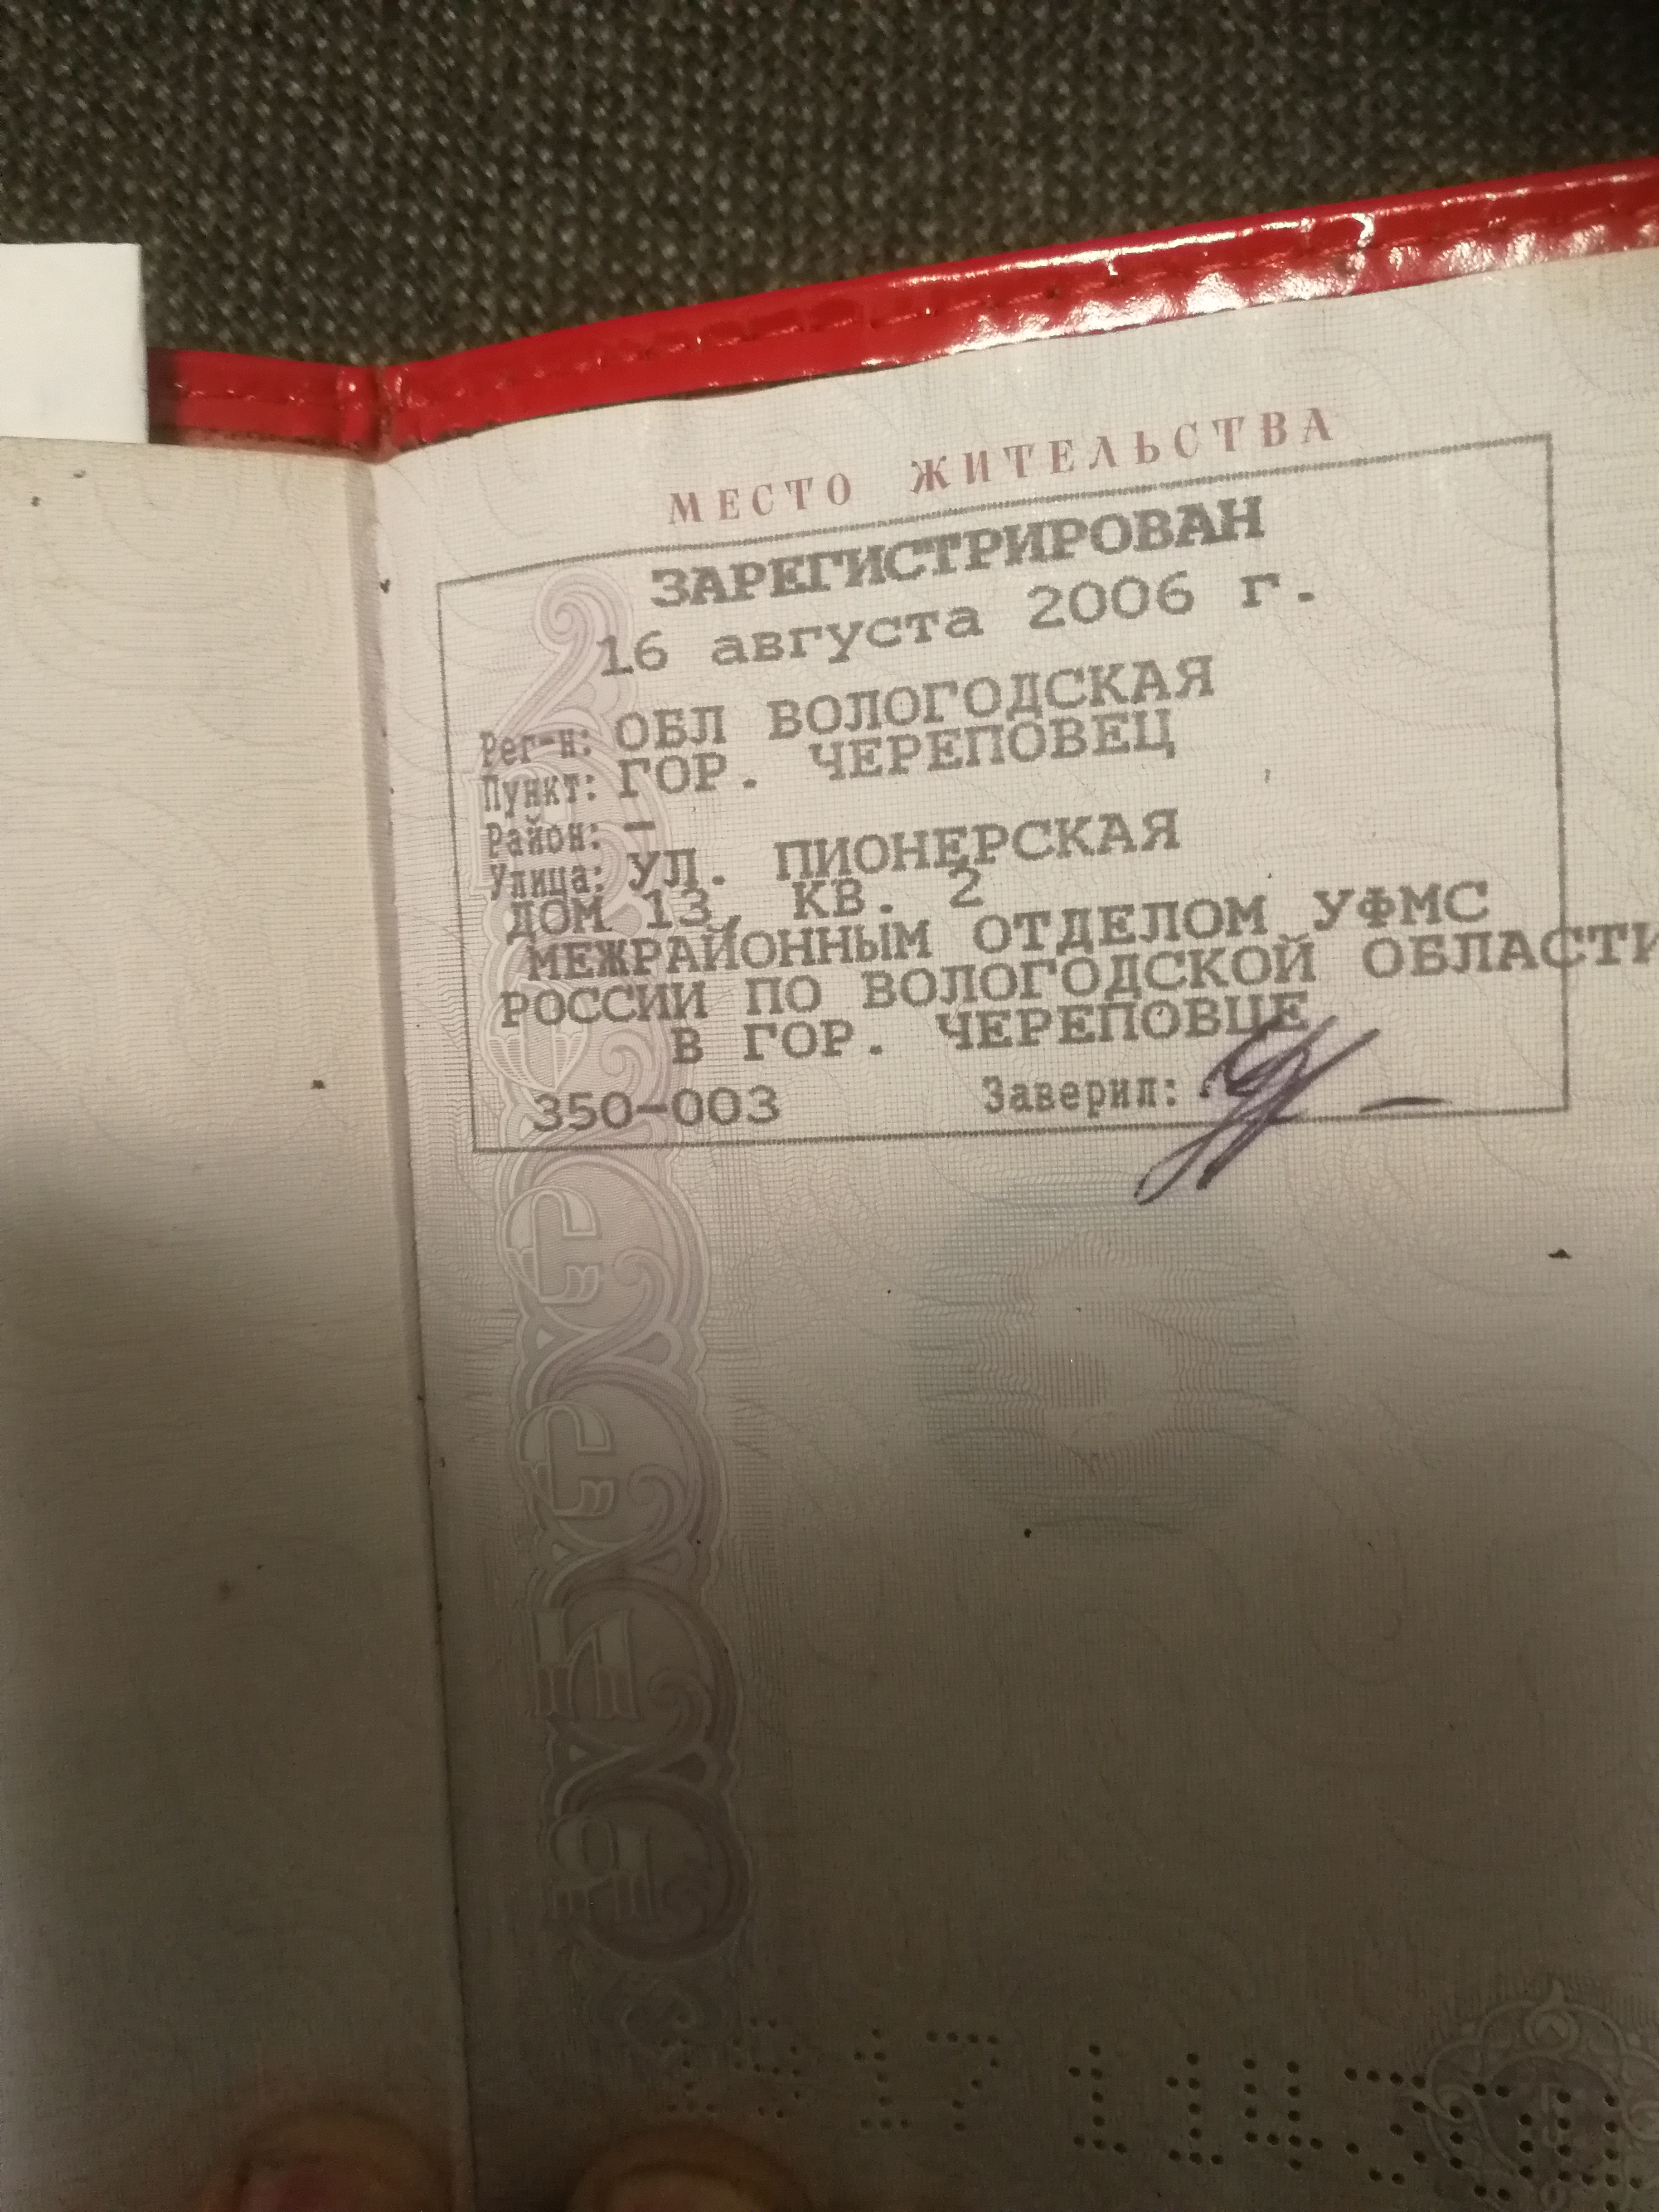 МЕСТО ЖИТЕЛЬСТВА
ЗАРЕГИСТРИРОВАН
16 августа 2006 г.
Рег-н: ОБЛ ВОЛОГОДСКАЯ
Пункт: ГОР. ЧЕРЕПОВЕЦ
Район: –
Улица: УЛ. ПИОНЕРСКАЯ
ДОМ 13, КВ. 2
МЕЖРАЙОННЫМ ОТДЕЛОМ УФМС
РОССИИ ПО ВОЛОГОДСКОЙ ОБЛАСТИ
В ГОР. ЧЕРЕПОВЦЕ
350-003 Заверил: